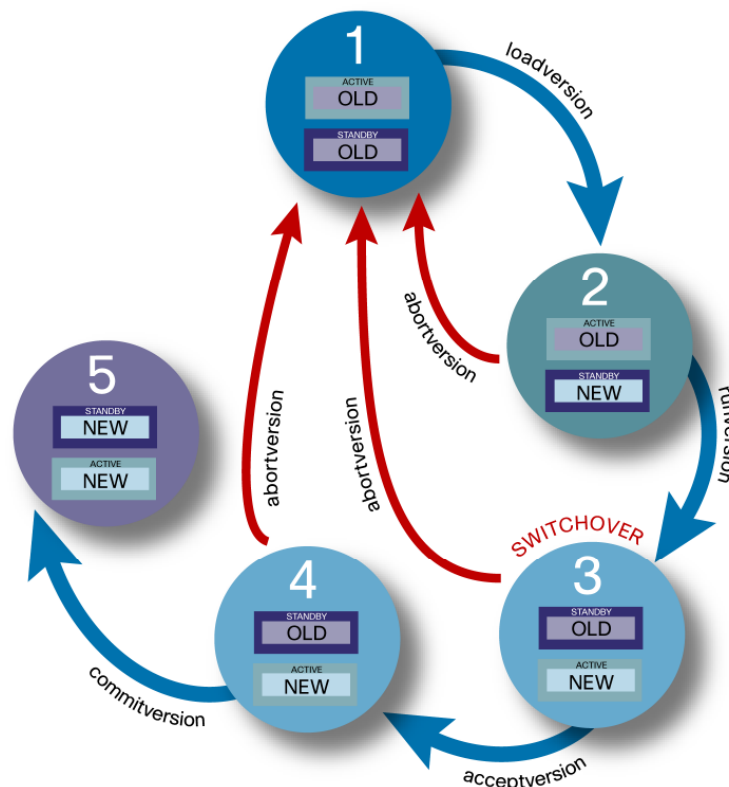 1
ACTIVE
OLD
STANDBY
OLD
loadversion
2
ACTIVE
OLD
STANDBY
NEW
runversion
SWITCHOVER
3
STANDBY
OLD
ACTIVE
NEW
acceptversion
4
STANDBY
OLD
ACTIVE
NEW
commitversion
5
STANDBY
NEW
ACTIVE
NEW
abortversion
abortversion
abortversion